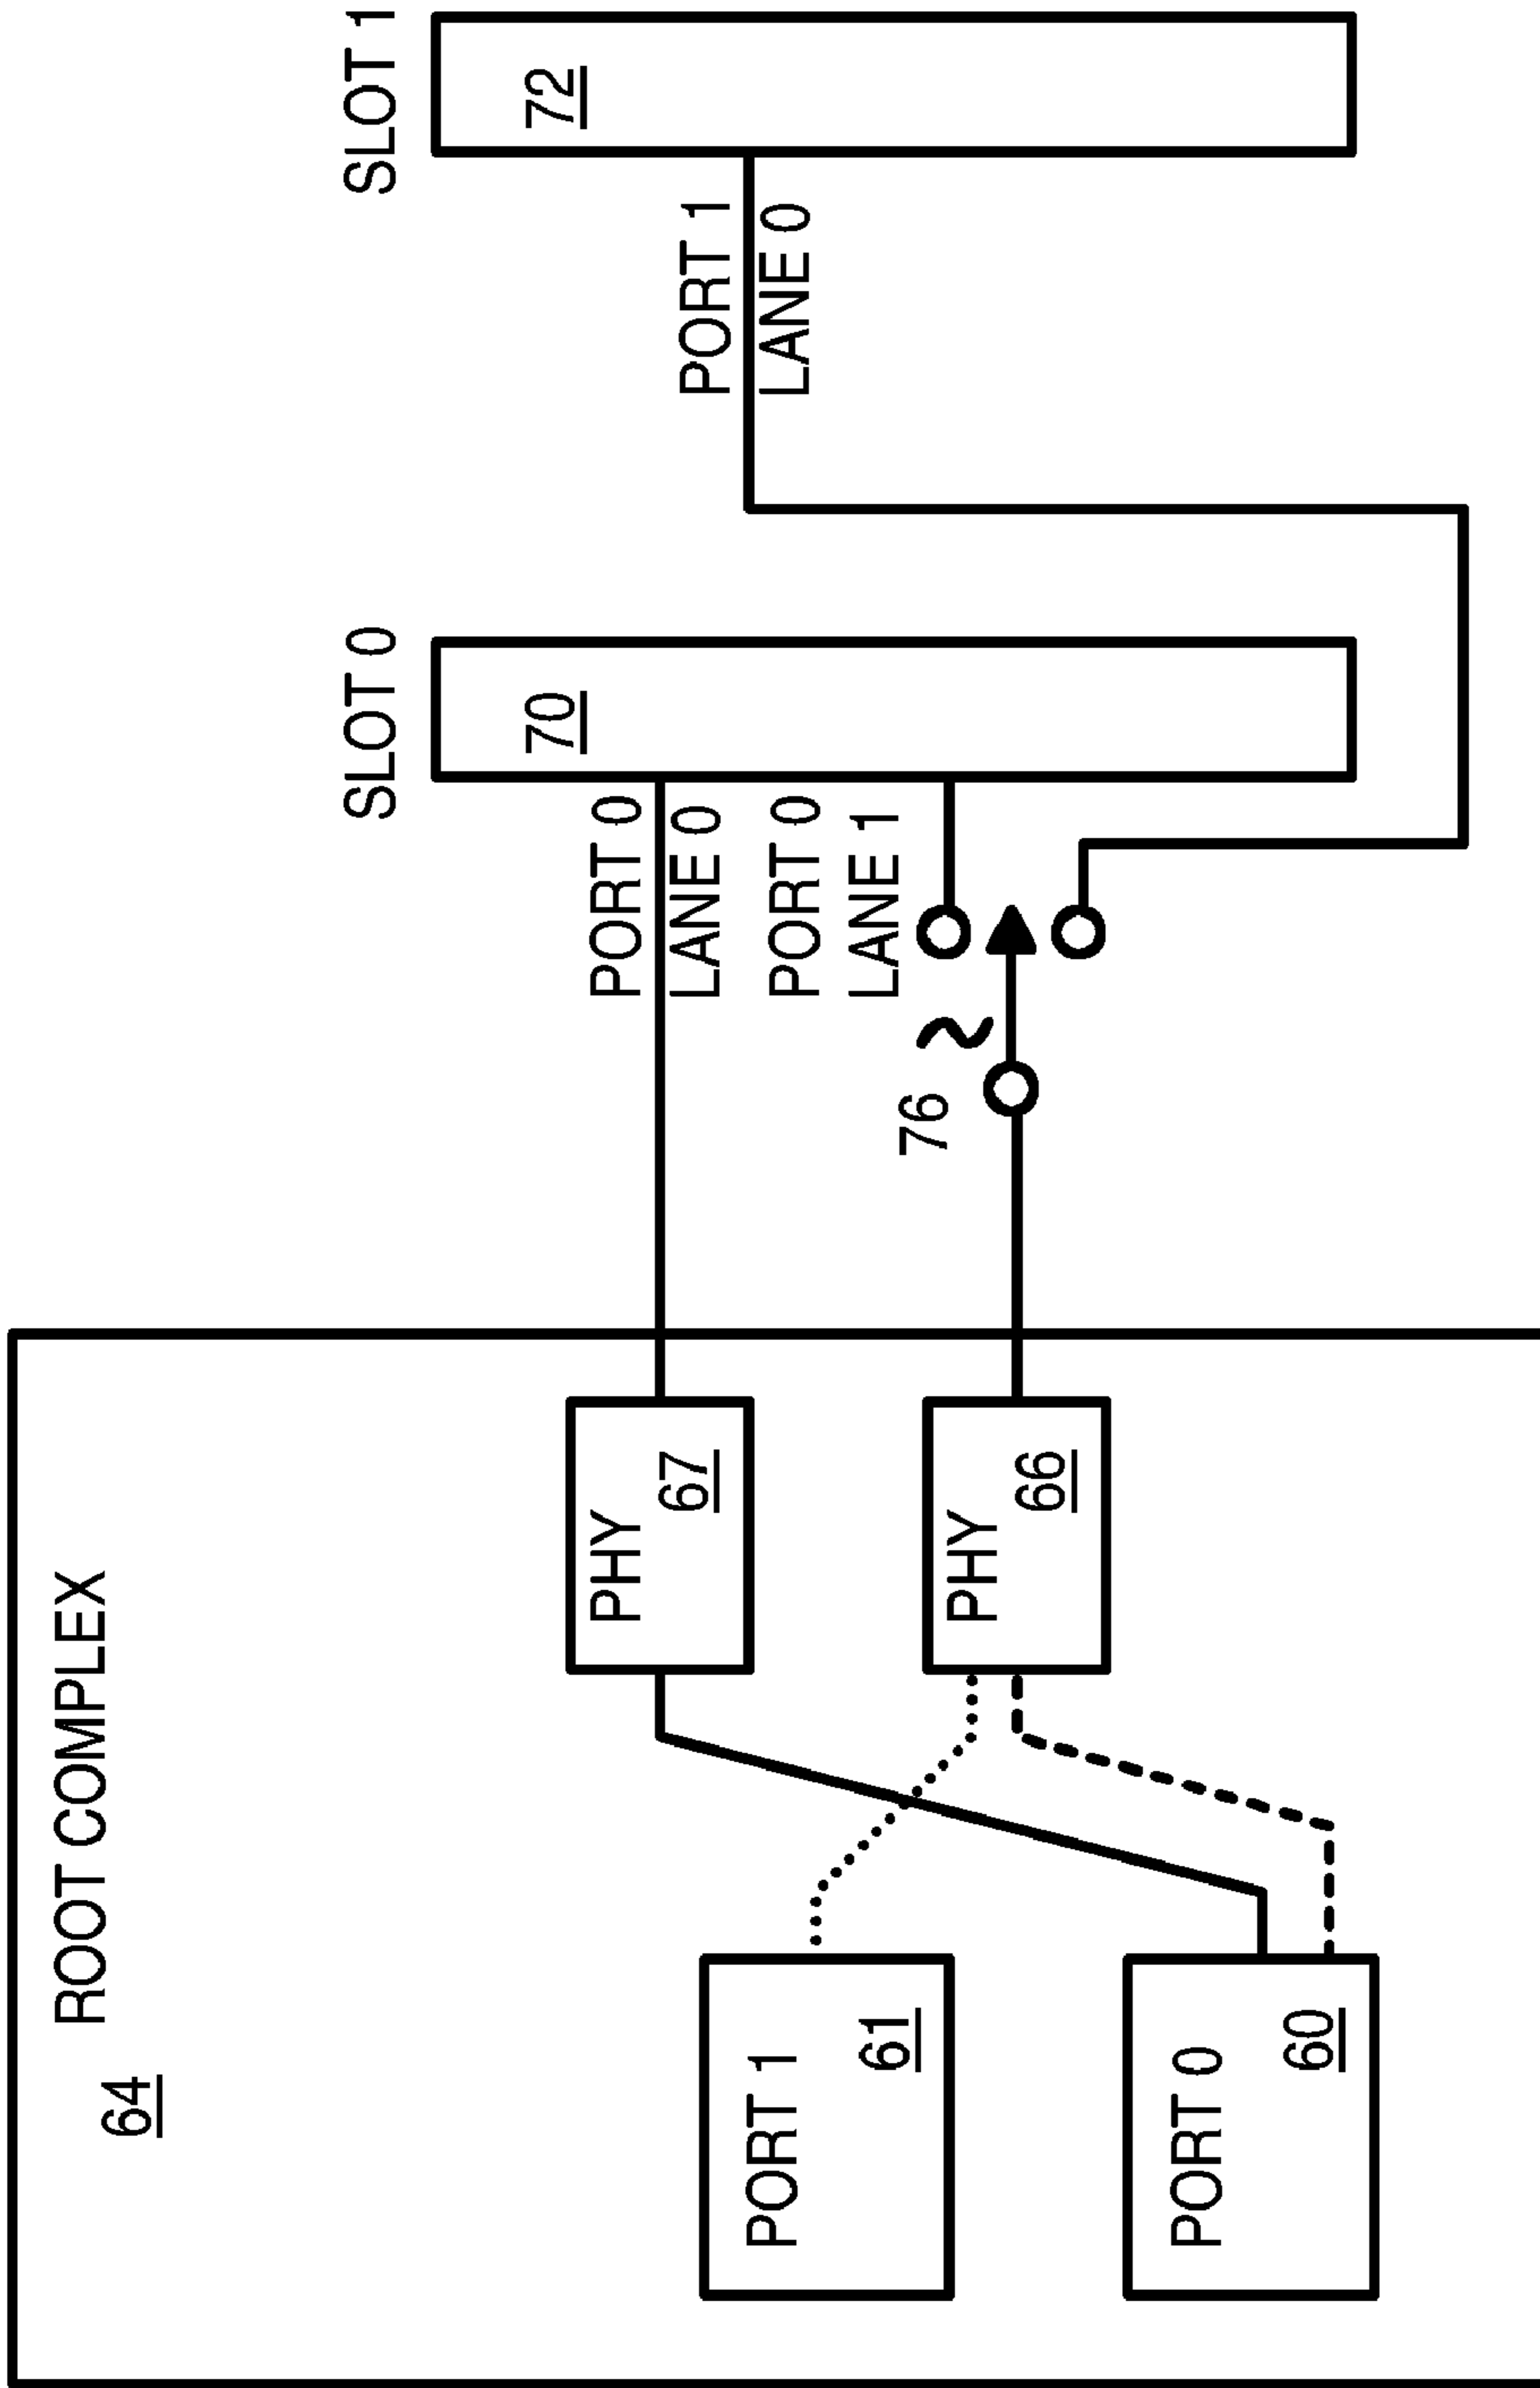 ROOT COMPLEX
64
SLOT 0
SLOT 1
70
72
PORT 0
LANE 0
PORT 1
LANE 0
PHY
67
PORT 0
LANE 1
76
PORT 1
61
PHY
66
PORT 0
60